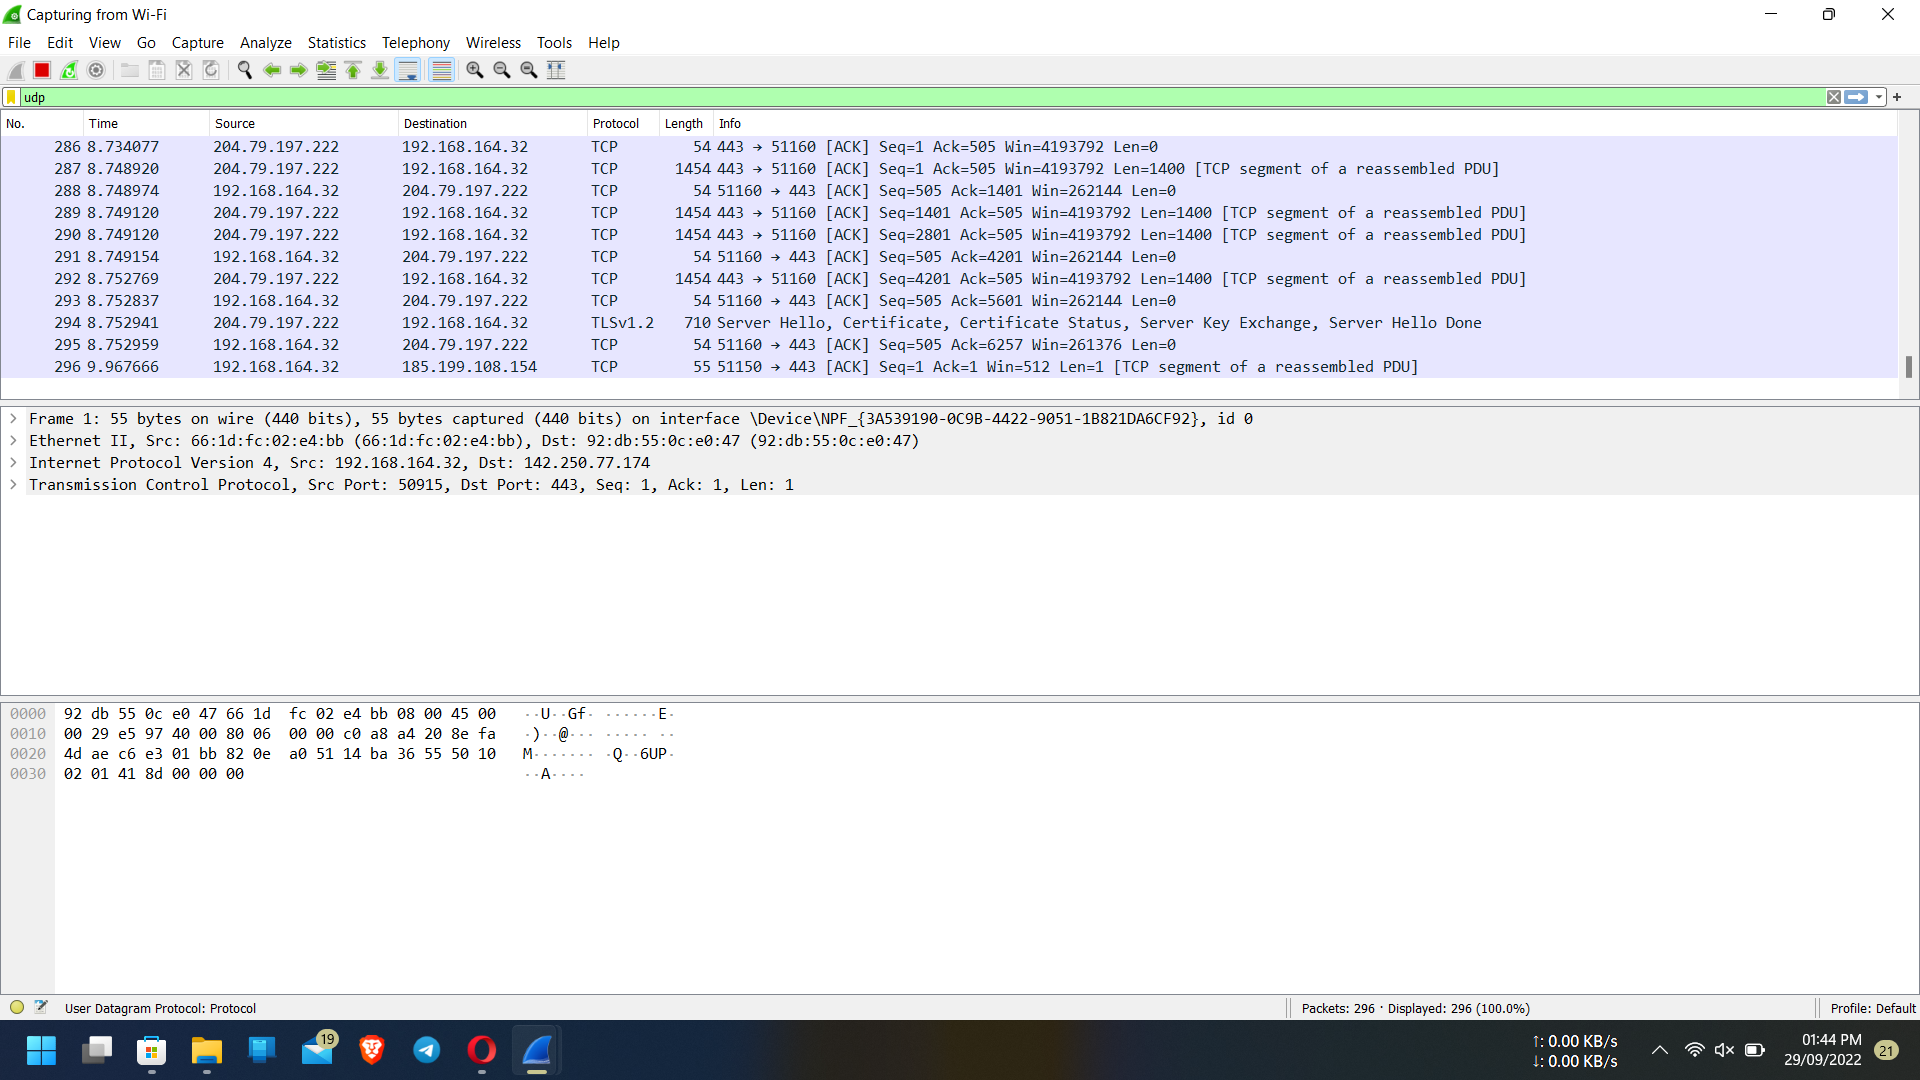 Capturing from Wi-Fi
File Edit View Go Capture Analyze Statistics Telephony Wireless Tools Help
udp
No. Time Source Destination Protocol Length Info
286 8.734077 204.79.197.222 192.168.164.32 TCP 54 443 → 51160 [ACK] Seq=1 Ack=505 Win=4193792 Len=0
287 8.748920 204.79.197.222 192.168.164.32 TCP 1454 443 → 51160 [ACK] Seq=1 Ack=505 Win=4193792 Len=1400 [TCP segment of a reassembled PDU]
288 8.748974 192.168.164.32 204.79.197.222 TCP 54 51160 → 443 [ACK] Seq=505 Ack=1401 Win=262144 Len=0
289 8.749120 204.79.197.222 192.168.164.32 TCP 1454 443 → 51160 [ACK] Seq=1401 Ack=505 Win=4193792 Len=1400 [TCP segment of a reassembled PDU]
290 8.749120 204.79.197.222 192.168.164.32 TCP 1454 443 → 51160 [ACK] Seq=2801 Ack=505 Win=4193792 Len=1400 [TCP segment of a reassembled PDU]
291 8.749154 192.168.164.32 204.79.197.222 TCP 54 51160 → 443 [ACK] Seq=505 Ack=4201 Win=262144 Len=0
292 8.752769 204.79.197.222 192.168.164.32 TCP 1454 443 → 51160 [ACK] Seq=4201 Ack=505 Win=4193792 Len=1400 [TCP segment of a reassembled PDU]
293 8.752837 192.168.164.32 204.79.197.222 TCP 54 51160 → 443 [ACK] Seq=505 Ack=5601 Win=262144 Len=0
294 8.752941 204.79.197.222 192.168.164.32 TLSv1.2 710 Server Hello, Certificate, Certificate Status, Server Key Exchange, Server Hello Done
295 8.752959 192.168.164.32 204.79.197.222 TCP 54 51160 → 443 [ACK] Seq=505 Ack=6257 Win=261376 Len=0
296 9.967666 192.168.164.32 185.199.108.154 TCP 55 51150 → 443 [ACK] Seq=1 Ack=1 Win=512 Len=1 [TCP segment of a reassembled PDU]
Frame 1: 55 bytes on wire (440 bits), 55 bytes captured (440 bits) on interface \Device\NPF_{3A539190-0C9B-4422-9051-1B821DA6CF92}, id 0
Ethernet II, Src: 66:1d:fc:02:e4:bb (66:1d:fc:02:e4:bb), Dst: 92:db:55:0c:e0:47 (92:db:55:0c:e0:47)
Internet Protocol Version 4, Src: 192.168.164.32, Dst: 142.250.77.174
Transmission Control Protocol, Src Port: 50915, Dst Port: 443, Seq: 1, Ack: 1, Len: 1
0000 92 db 55 0c e0 47 66 1d fc 02 e4 bb 08 00 45 00 ··U··Gf· ······E·
0010 00 29 e5 97 40 00 80 06 00 00 c0 a8 a4 20 8e fa ·)··@··· ····· ··
0020 4d ae c6 e3 01 bb 82 0e a0 51 14 ba 36 55 50 10 M······· ·Q··6UP·
0030 02 01 41 8d 00 00 00 ··A····
User Datagram Protocol: Protocol
Packets: 296 · Displayed: 296 (100.0%)
Profile: Default
19
↑: 0.00 KB/s
↓: 0.00 KB/s
01:44 PM
29/09/2022
21